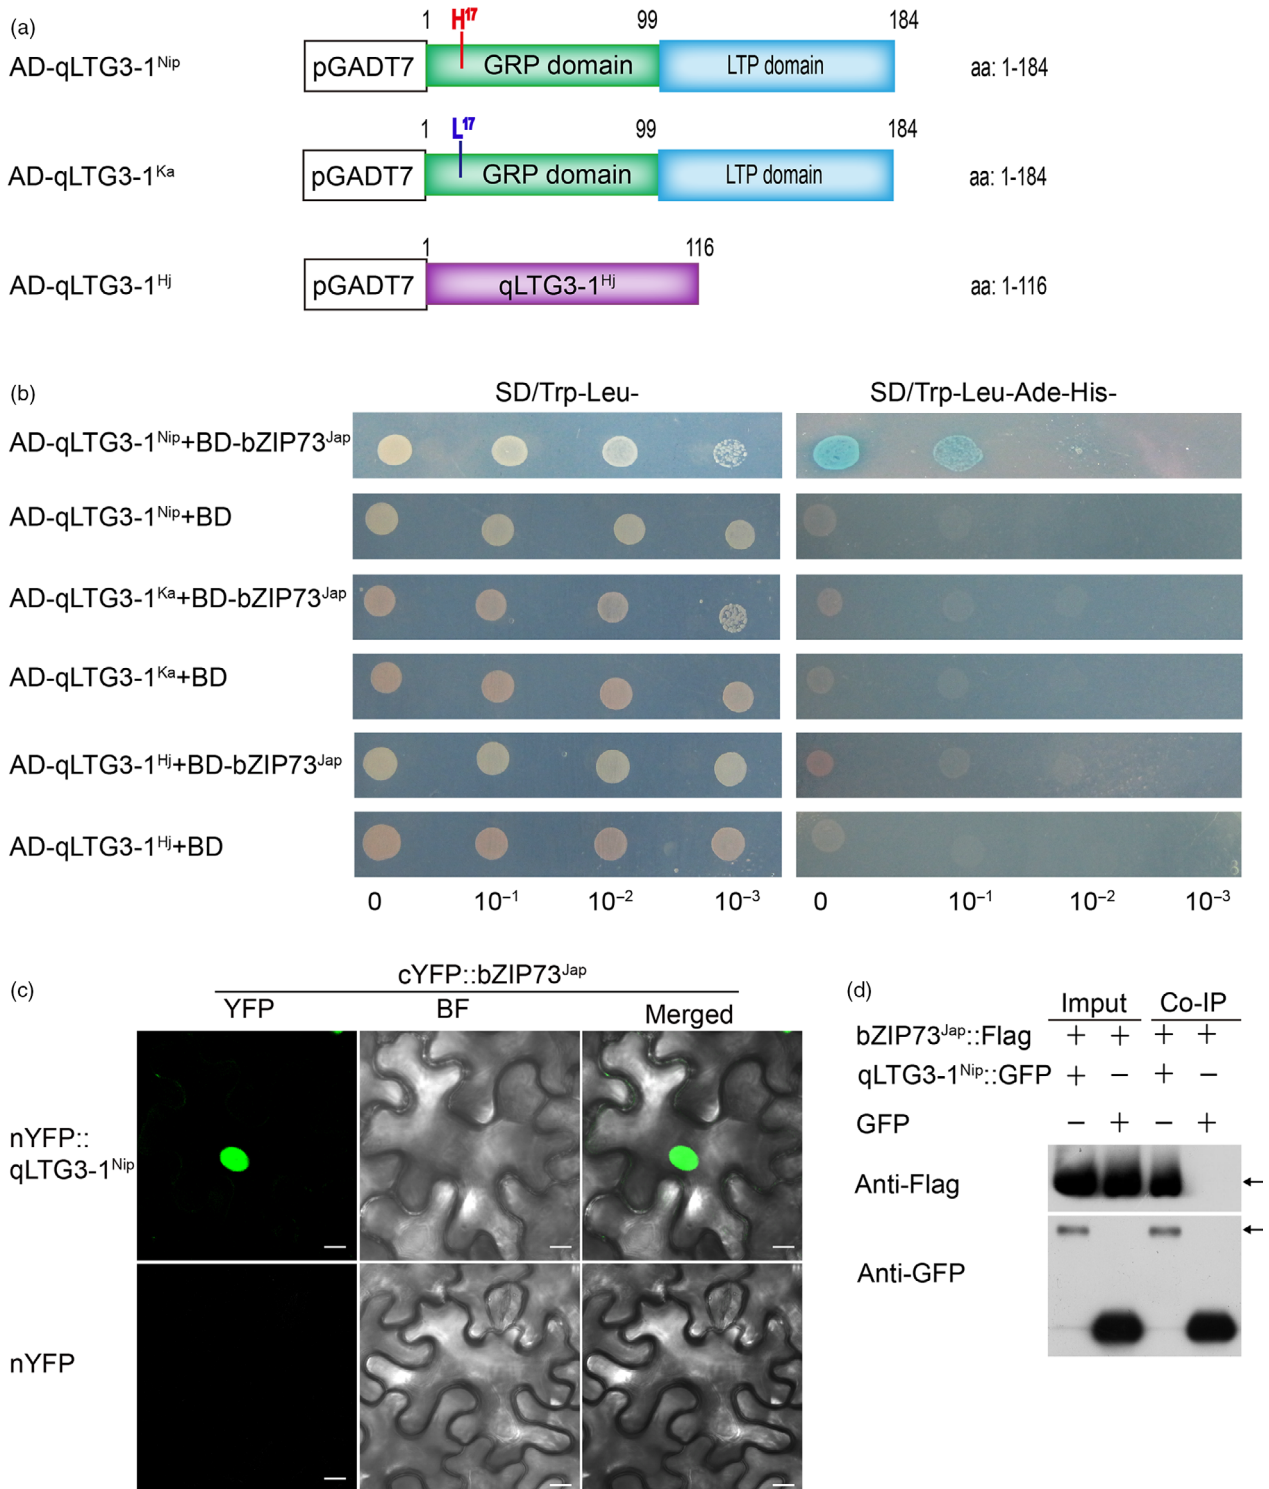 (a)
1 H17 99 184
AD-qLTG3-1Nip pGADT7 GRP domain LTP domain aa: 1-184
1 L17 99 184
AD-qLTG3-1Ka pGADT7 GRP domain LTP domain aa: 1-184
1 116
AD-qLTG3-1Hj pGADT7 qLTG3-1Hj aa: 1-116
(b) SD/Trp-Leu- SD/Trp-Leu-Ade-His-
AD-qLTG3-1Nip+BD-bZIP73Jap
AD-qLTG3-1Nip+BD
AD-qLTG3-1Ka+BD-bZIP73Jap
AD-qLTG3-1Ka+BD
AD-qLTG3-1Hj+BD-bZIP73Jap
AD-qLTG3-1Hj+BD
0 10−1 10−2 10−3 0 10−1 10−2 10−3
(c) cYFP::bZIP73Jap
YFP BF Merged
nYFP::
qLTG3-1Nip
nYFP
(d) Imput Co-IP
bZIP73Jap::Flag + + + +
qLTG3-1Nip::GFP + − + −
GFP − + − +
Anti-Flag
Anti-GFP